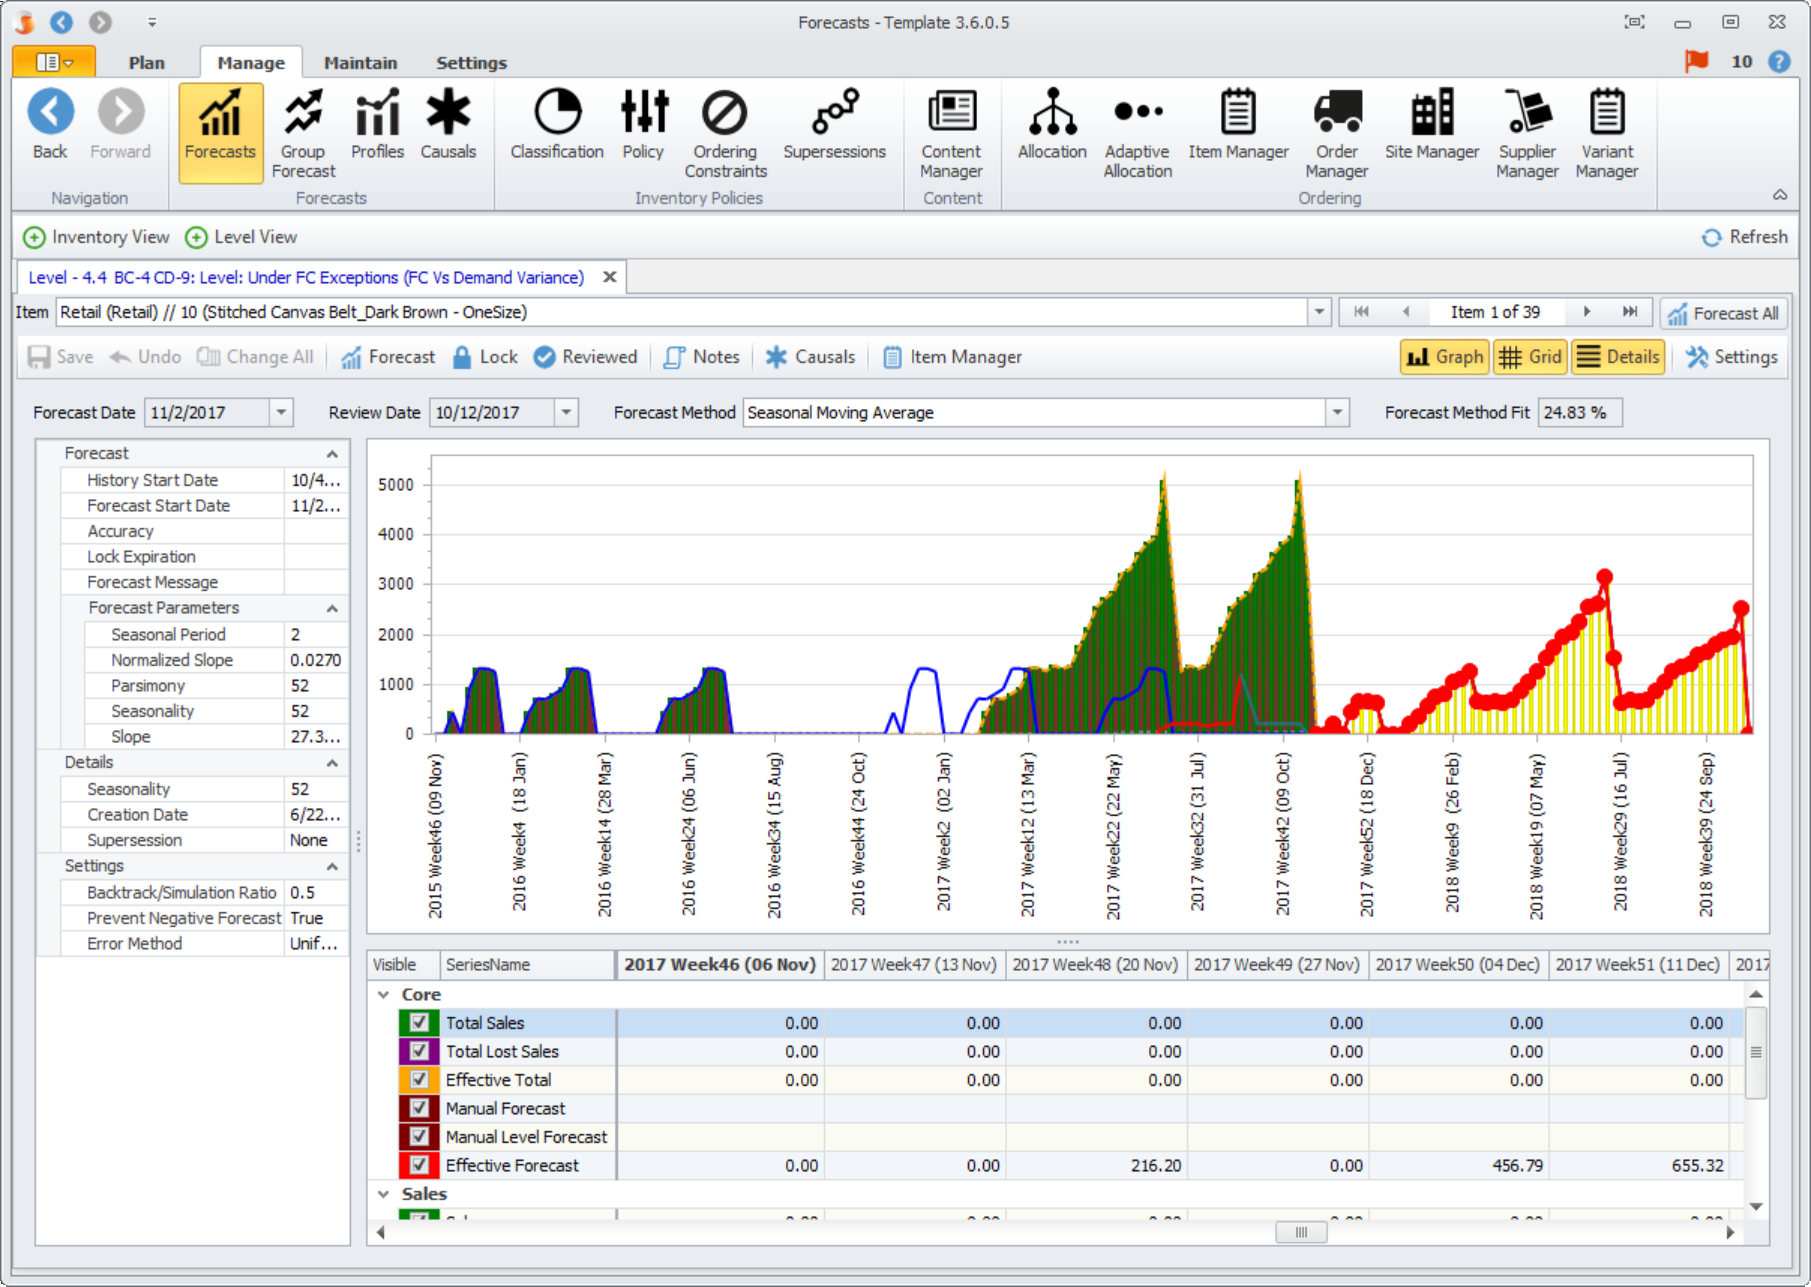 Forecasts - Template 3.6.0.5
Plan Manage Maintain Settings 10
Back Forward Forecasts Group Forecast Profiles Causals Classification Policy Ordering Constraints Supersessions Content Manager Allocation Adaptive Allocation Item Manager Order Manager Site Manager Supplier Manager Variant Manager
Navigation Forecasts Inventory Policies Content Ordering
Inventory View Level View Refresh
Level - 4.4 BC-4 CD-9: Level: Under FC Exceptions (FC Vs Demand Variance)
Item Retail (Retail) // 10 (Stitched Canvas Belt_Dark Brown - OneSize) Item 1 of 39 Forecast All
Save Undo Change All Forecast Lock Reviewed Notes Causals Item Manager Graph Grid Details Settings
Forecast Date 11/2/2017 Review Date 10/12/2017 Forecast Method Seasonal Moving Average Forecast Method Fit 24.83 %
Forecast
History Start Date 10/4...
Forecast Start Date 11/2...
Accuracy
Lock Expiration
Forecast Message
Forecast Parameters
Seasonal Period 2
Normalized Slope 0.0270
Parsimony 52
Seasonality 52
Slope 27.3...
Details
Seasonality 52
Creation Date 6/22...
Supersession None
Settings
Backtrack/Simulation Ratio 0.5
Prevent Negative Forecast True
Error Method Unif...
5000
4000
3000
2000
1000
0
2015 Week46 (09 Nov)
2016 Week4 (18 Jan)
2016 Week14 (28 Mar)
2016 Week24 (06 Jun)
2016 Week34 (15 Aug)
2016 Week44 (24 Oct)
2017 Week2 (02 Jan)
2017 Week12 (13 Mar)
2017 Week22 (22 May)
2017 Week32 (31 Jul)
2017 Week42 (09 Oct)
2017 Week52 (18 Dec)
2018 Week9 (26 Feb)
2018 Week19 (07 May)
2018 Week29 (16 Jul)
2018 Week39 (24 Sep)
Visible SeriesName 2017 Week46 (06 Nov) 2017 Week47 (13 Nov) 2017 Week48 (20 Nov) 2017 Week49 (27 Nov) 2017 Week50 (04 Dec) 2017 Week51 (11 Dec) 2017
Core
Total Sales 0.00 0.00 0.00 0.00 0.00 0.00
Total Lost Sales 0.00 0.00 0.00 0.00 0.00 0.00
Effective Total 0.00 0.00 0.00 0.00 0.00 0.00
Manual Forecast
Manual Level Forecast
Effective Forecast 0.00 0.00 216.20 0.00 456.79 655.32
Sales